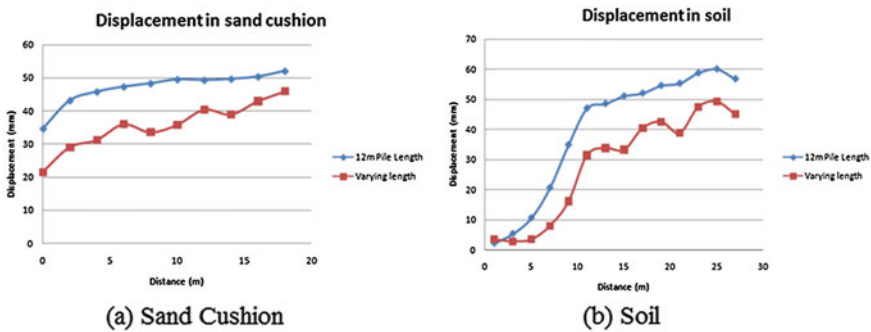 Displacement in sand cushion
60
50
40
30
20
10
0
Displacement (mm)
0 5 10 15 20
Distance (m)
12m Pile Length
Varying length
(a) Sand Cushion
Displacement in soil
70
60
50
40
30
20
10
0
Displacement (mm)
0 5 10 15 20 25 30
Distance (m)
12m Pile Length
Varying length
(b) Soil